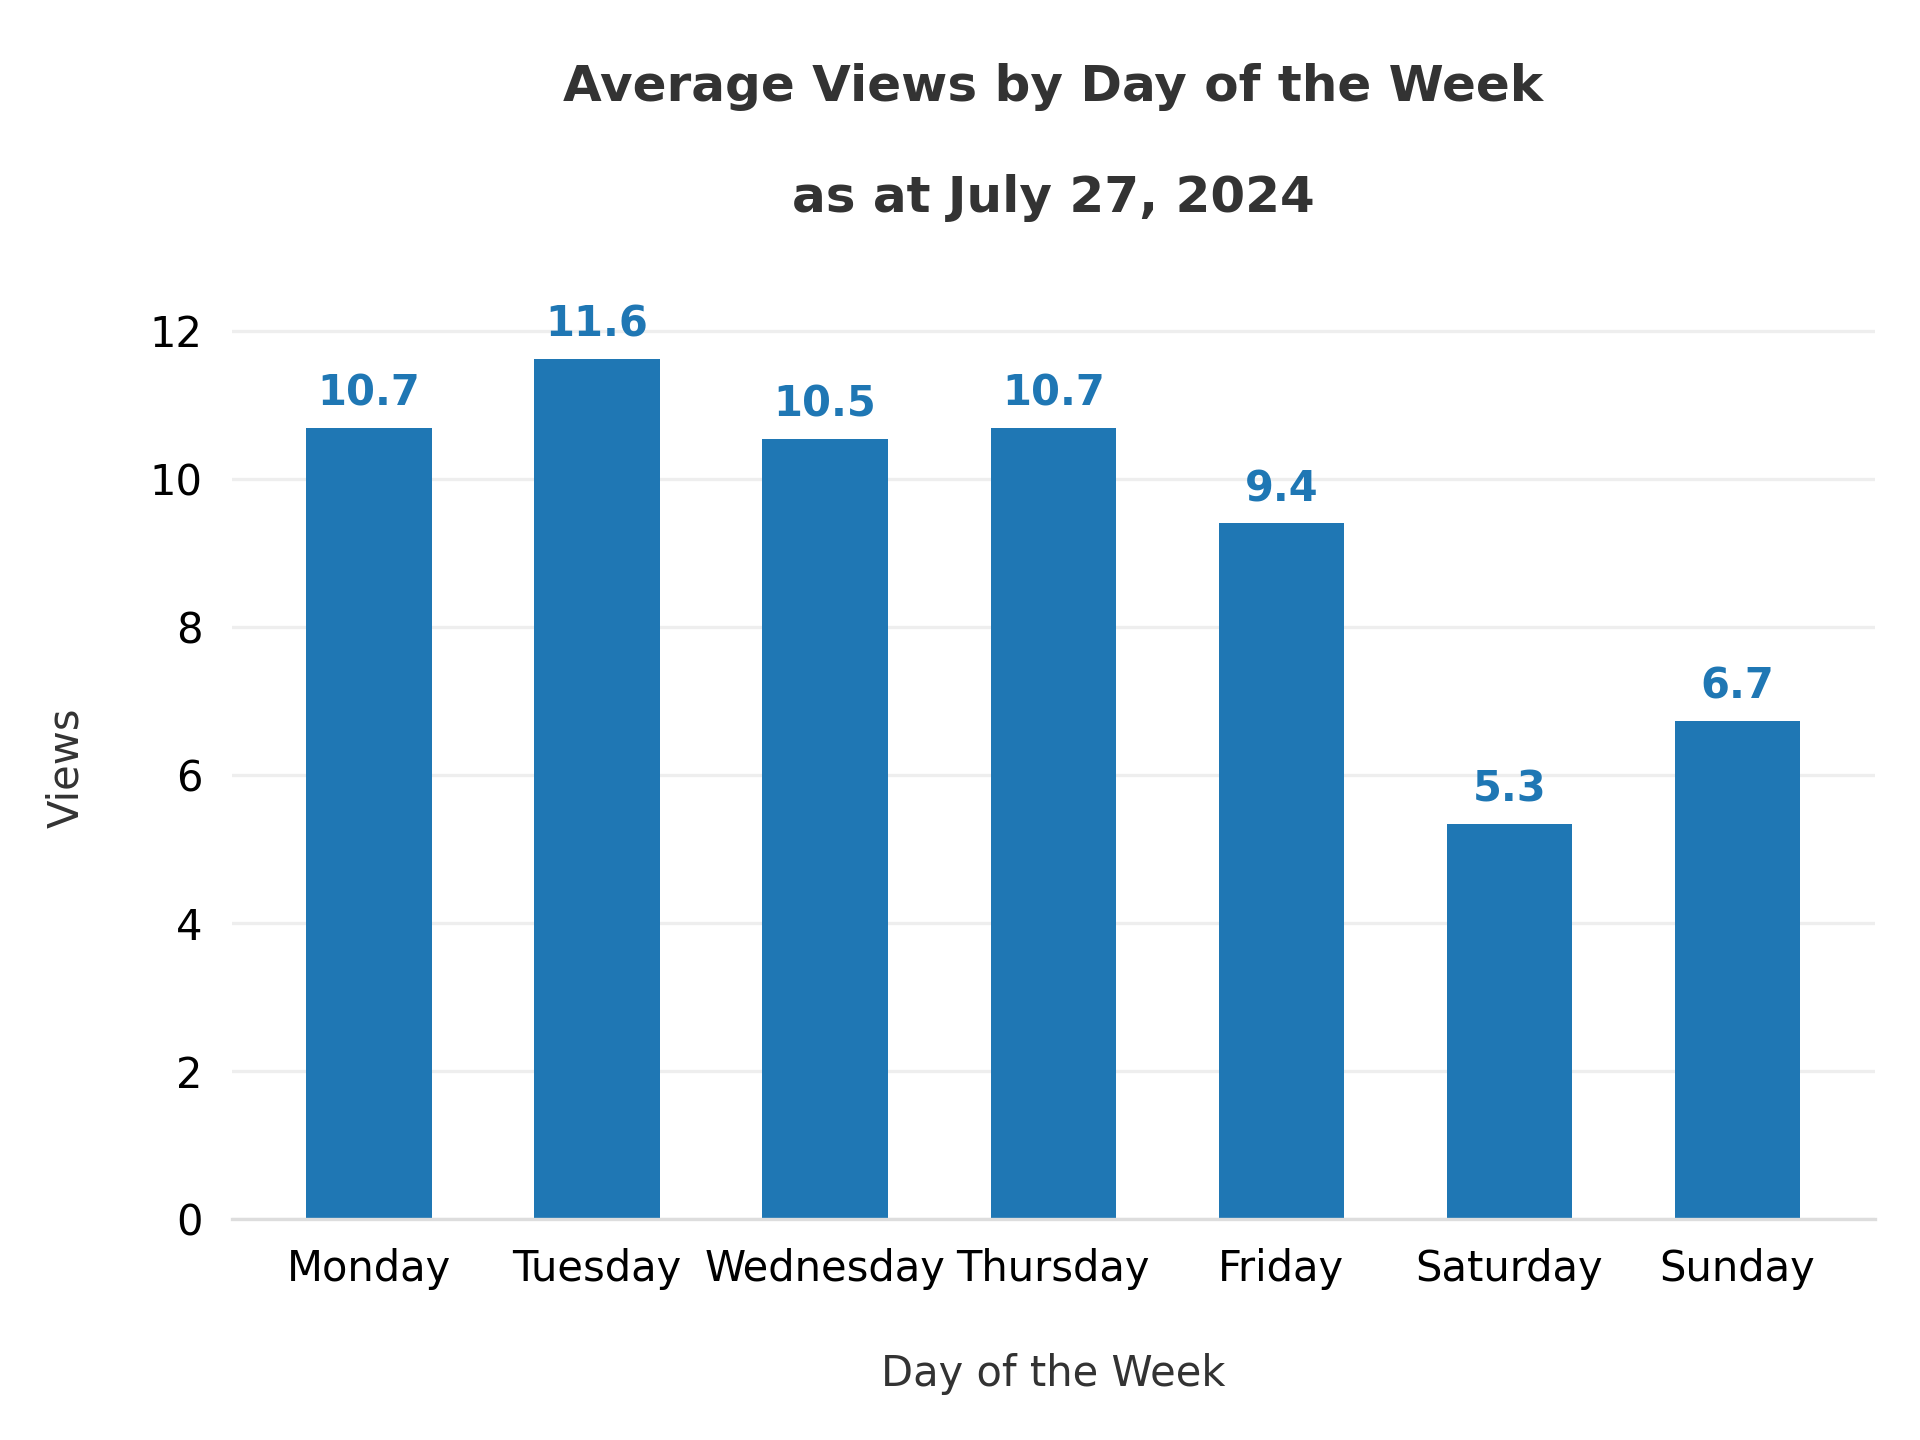 Average Views by Day of the Week
as at July 27, 2024
12
10
8
6
4
2
0
Views
10.7
11.6
10.5
10.7
9.4
5.3
6.7
Monday Tuesday Wednesday Thursday Friday Saturday Sunday
Day of the Week